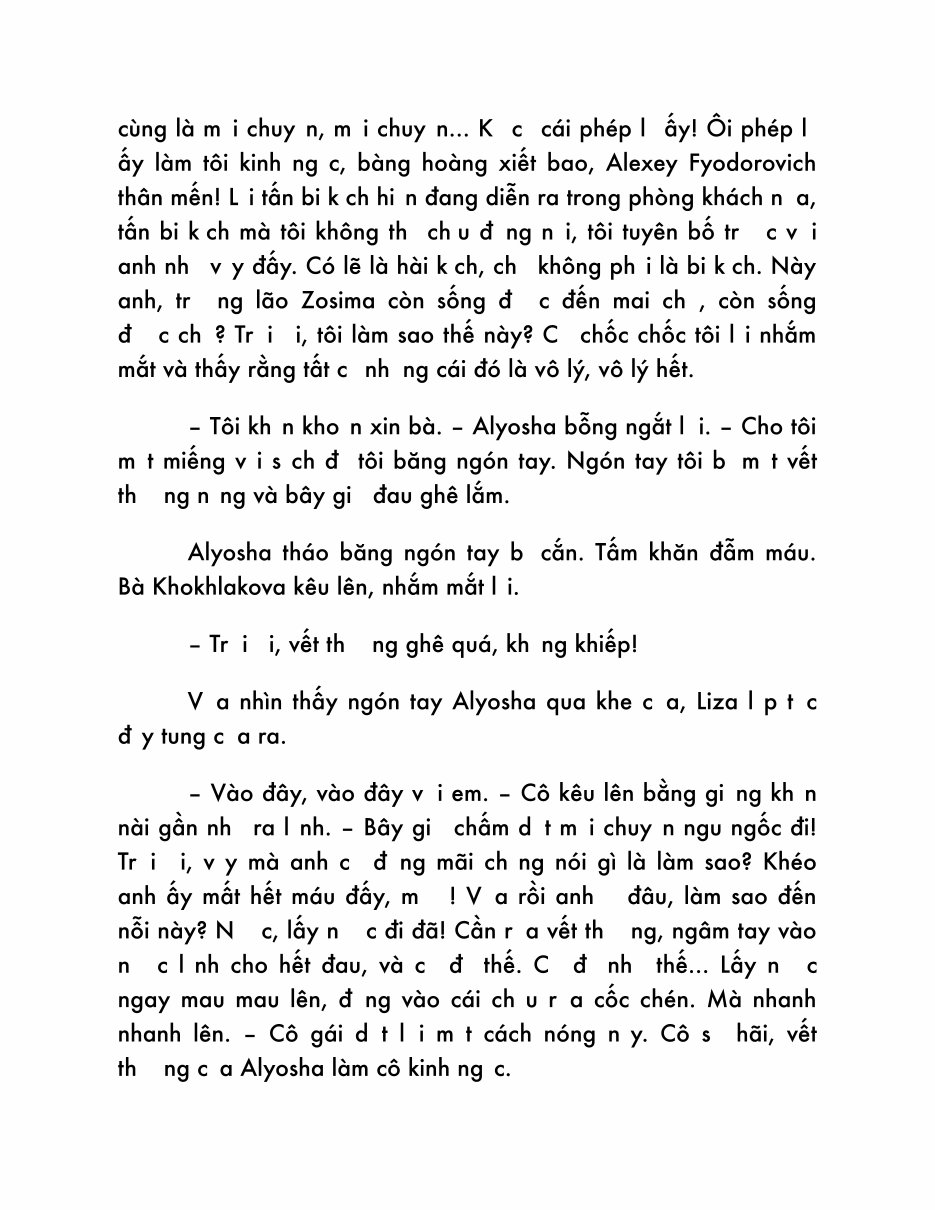 cùng là m i chuy n, m i chuy n... K c cái phép l ấy! Ôi phép l
ấy làm tôi kinh ng c, bàng hoàng xiết bao, Alexey Fyodorovich
thân mến! L i tấn bi k ch hi n đang diễn ra trong phòng khách n a,
tấn bi k ch mà tôi không th ch u đ ng n i, tôi tuyên bố tr c v i
anh nh v y đấy. Có lẽ là hài k ch, ch không ph i là bi k ch. Này
anh, tr ng lão Zosima còn sống đ c đến mai ch , còn sống
đ c ch ? Tr i i, tôi làm sao thế này? C chốc chốc tôi l i nhắm
mắt và thấy rằng tất c nh ng cái đó là vô lý, vô lý hết.
– Tôi kh n kho n xin bà. – Alyosha bỗng ngắt l i. – Cho tôi
m t miếng v i s ch đ tôi băng ngón tay. Ngón tay tôi b m t vết
th ng n ng và bây gi đau ghê lắm.
Alyosha tháo băng ngón tay b cắn. Tấm khăn đẫm máu.
Bà Khokhlakova kêu lên, nhắm mắt l i.
– Tr i i, vết th ng ghê quá, kh ng khiếp!
V a nhìn thấy ngón tay Alyosha qua khe c a, Liza l p t c
đ y tung c a ra.
– Vào đây, vào đây v i em. – Cô kêu lên bằng gi ng kh n
nài gần nh ra l nh. – Bây gi chấm d t m i chuy n ngu ngốc đi!
Tr i i, v y mà anh c đ ng mãi ch ng nói gì là làm sao? Khéo
anh ấy mất hết máu đấy, m ! V a rồi anh đâu, làm sao đến
nỗi này? N c, lấy n c đi đã! Cần r a vết th ng, ngâm tay vào
n c l nh cho hết đau, và c đ thế. C đ nh thế... Lấy n c
ngay mau mau lên, đ ng vào cái ch u r a cốc chén. Mà nhanh
nhanh lên. – Cô gái d t l i m t cách nóng n y. Cô s hãi, vết
th ng c a Alyosha làm cô kinh ng c.